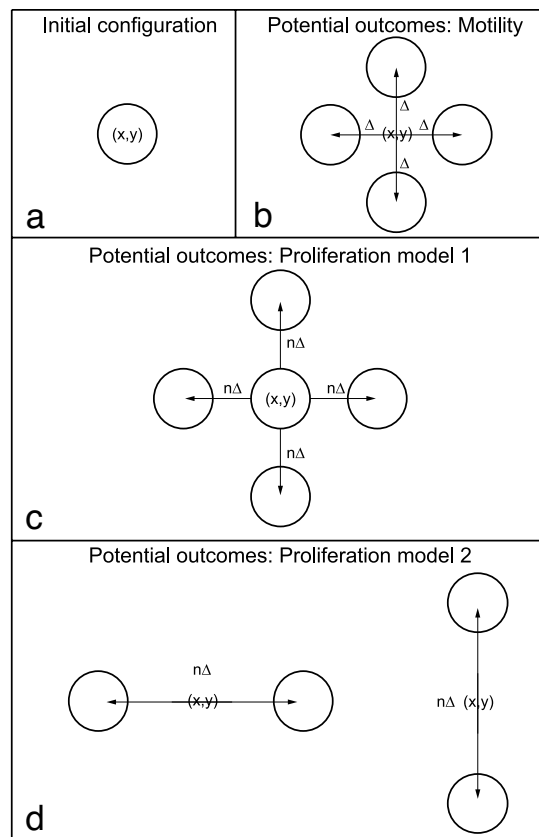 Initial configuration
(x,y)
a
Potential outcomes: Motility
Δ
Δ (x,y) Δ
Δ
b
Potential outcomes: Proliferation model 1
nΔ
nΔ (x,y) nΔ
nΔ
c
Potential outcomes: Proliferation model 2
nΔ
(x,y)
nΔ (x,y)
d